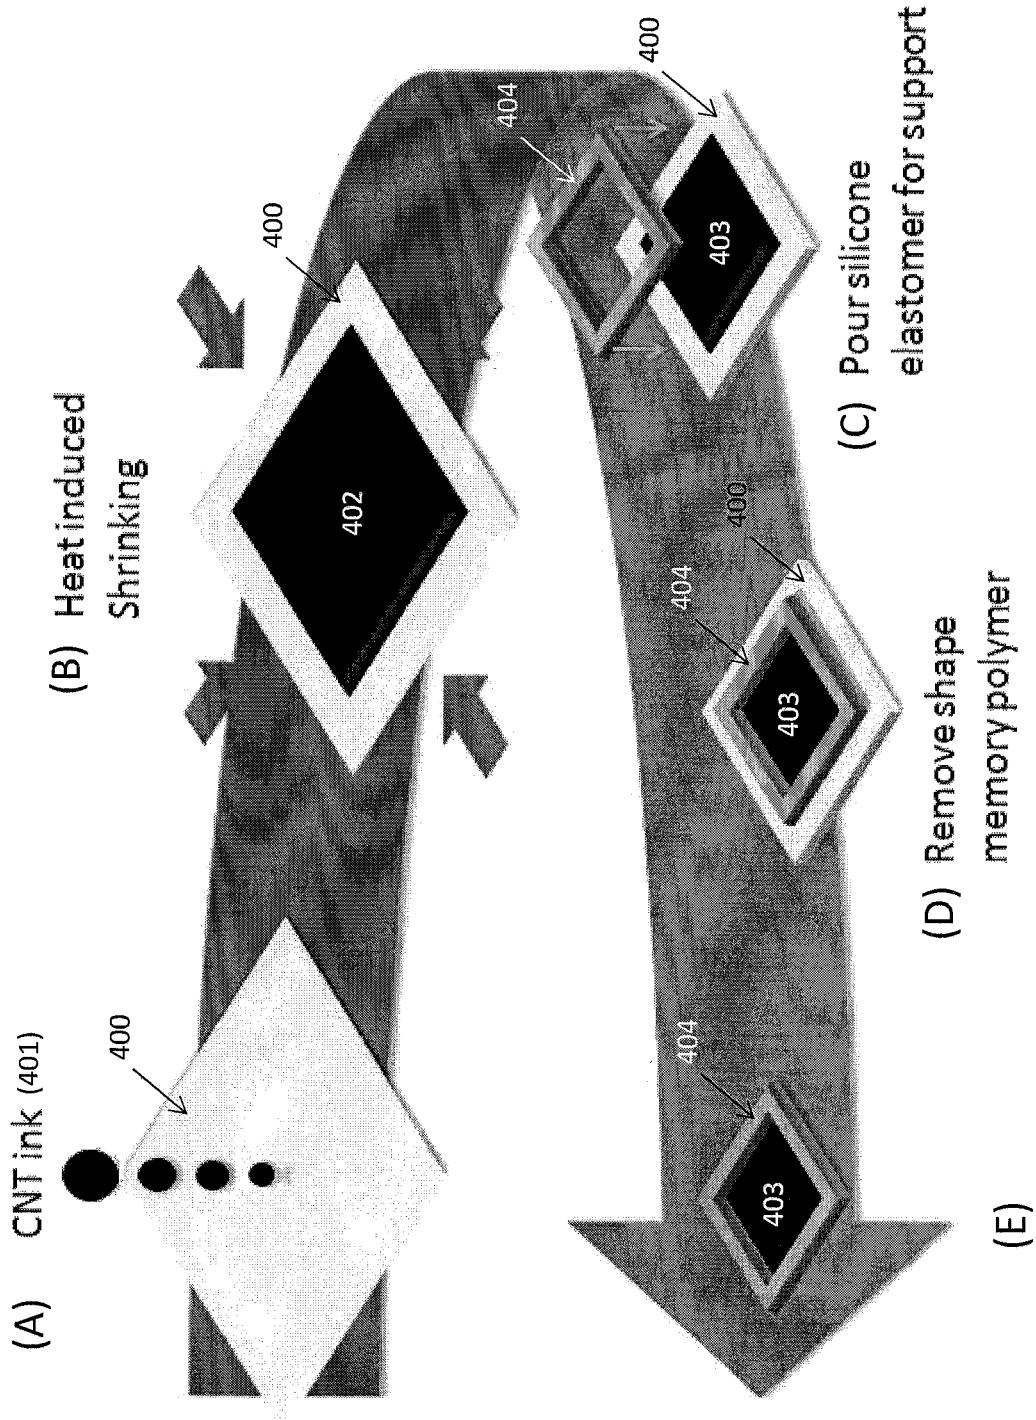 (A) CNT ink (401)
400
(B) Heat induced
Shrinking
400
402
404
400
403
(C) Pour silicone
elastomer for support
404
400
403
(D) Remove shape
memory polymer
404
403
(E)